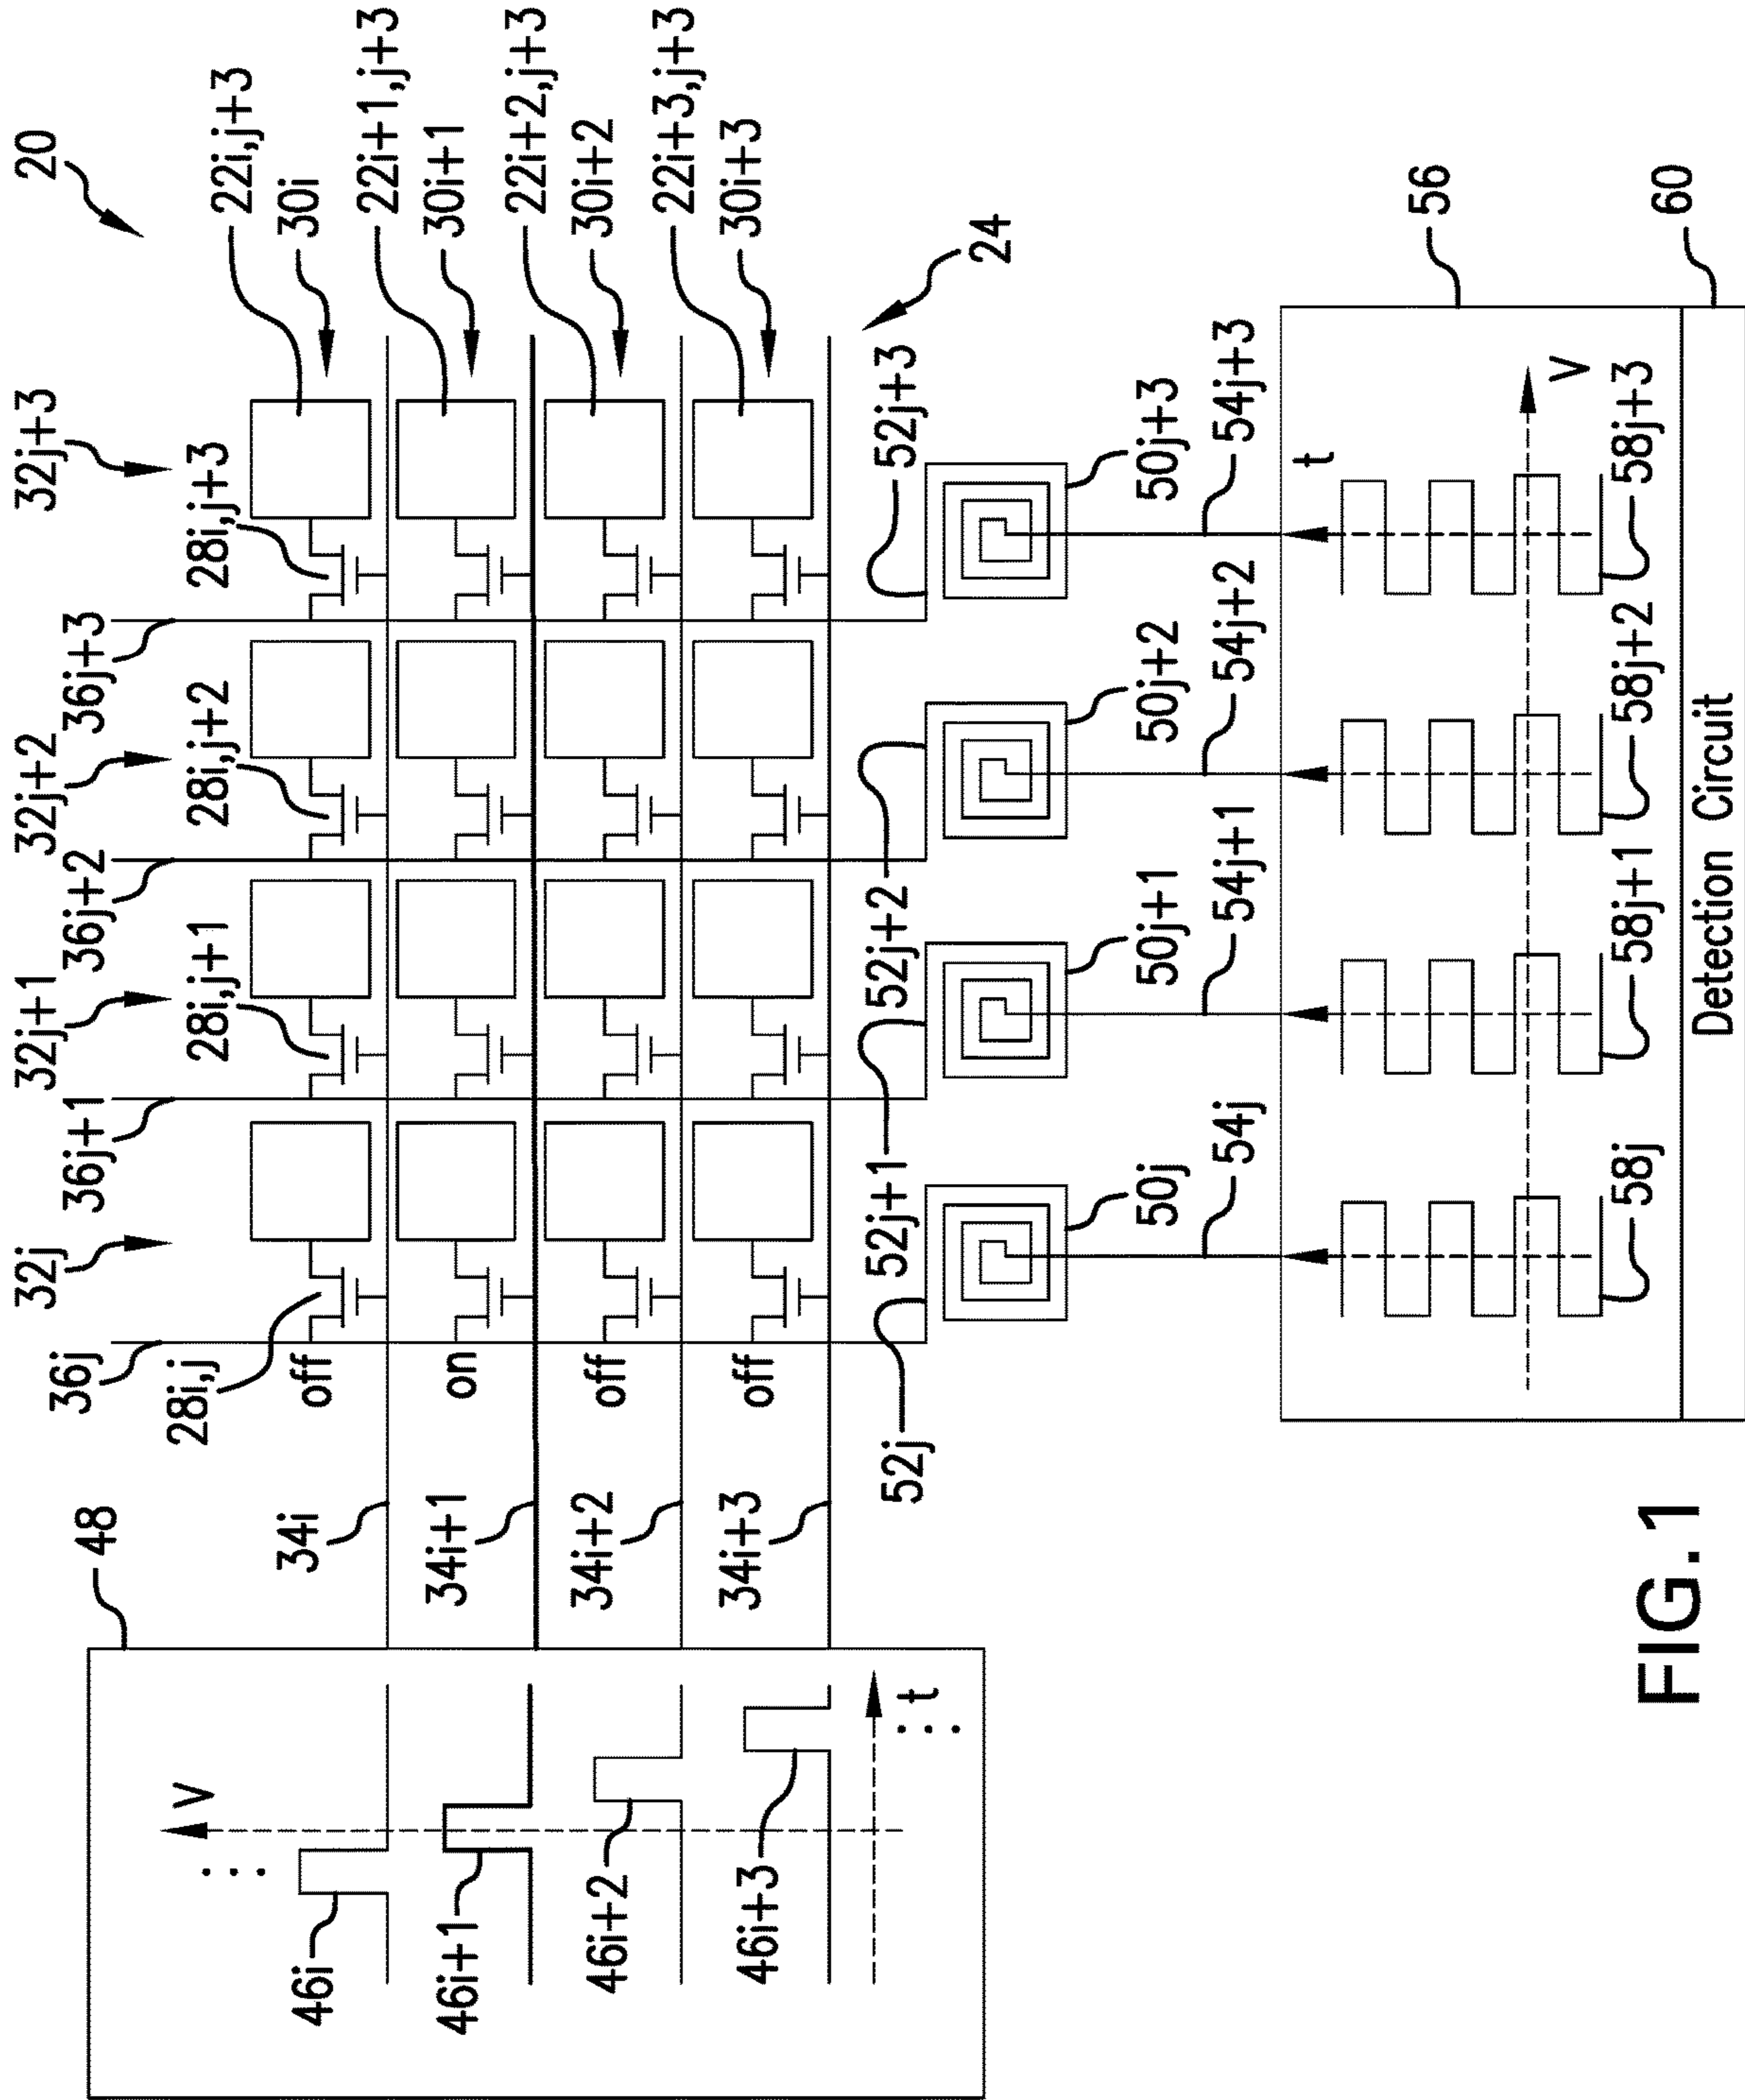 20
32j
32j+1
32j+2
32j+3
36j
36j+1
36j+2
36j+3
28i,j
28i,j+1
28i,j+2
28i,j+3
22i,j+3
30i
22i+1,j+3
30i+1
22i+2,j+3
30i+2
22i+3,j+3
30i+3
24
48
V
t
46i
46i+1
46i+2
46i+3
34i
34i+1
34i+2
34i+3
off
on
off
off
52j
52j+1
52j+2
52j+3
50j
50j+1
50j+2
50j+3
54j
54j+1
54j+2
54j+3
56
t
V
58j
58j+1
58j+2
58j+3
60
Detection Circuit
FIG.1